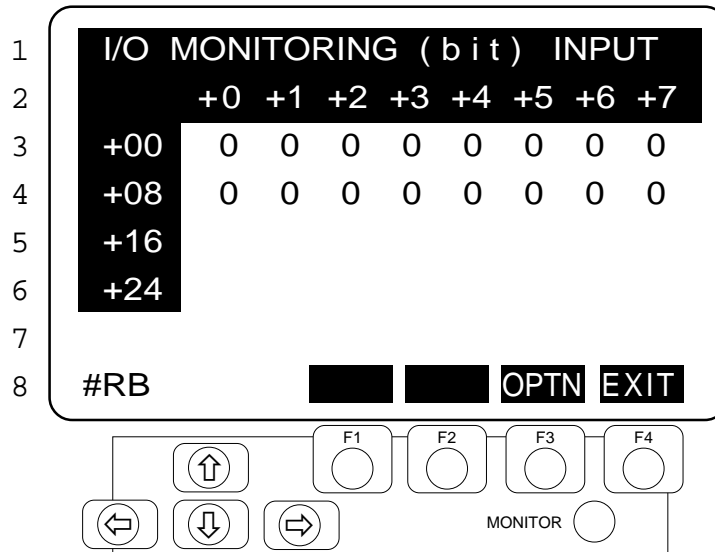 1 I/O MONITORING (bit) INPUT
2 +0 +1 +2 +3 +4 +5 +6 +7
3 +00 0 0 0 0 0 0 0 0
4 +08 0 0 0 0 0 0 0 0
5 +16
6 +24
7
8 #RB OPTN EXIT
F1 F2 F3 F4
MONITOR